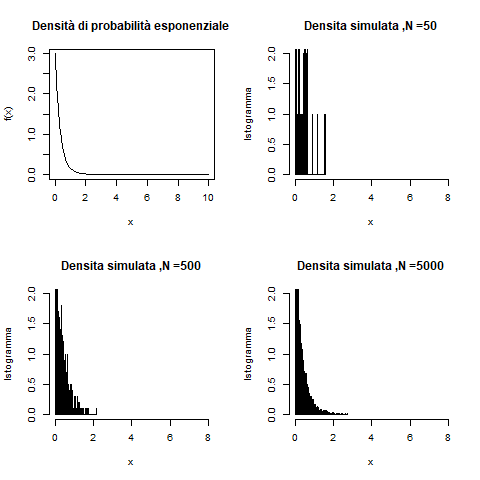 Densità di probabilità esponenziale
f(x)
3.0
2.0
1.0
0.0
0 2 4 6 8 10
x
Densita simulata ,N =50
Istogramma
2.0
1.5
1.0
0.5
0.0
0 2 4 6 8
x
Densita simulata ,N =500
Istogramma
2.0
1.5
1.0
0.5
0.0
0 2 4 6 8
x
Densita simulata ,N =5000
Istogramma
2.0
1.5
1.0
0.5
0.0
0 2 4 6 8
x